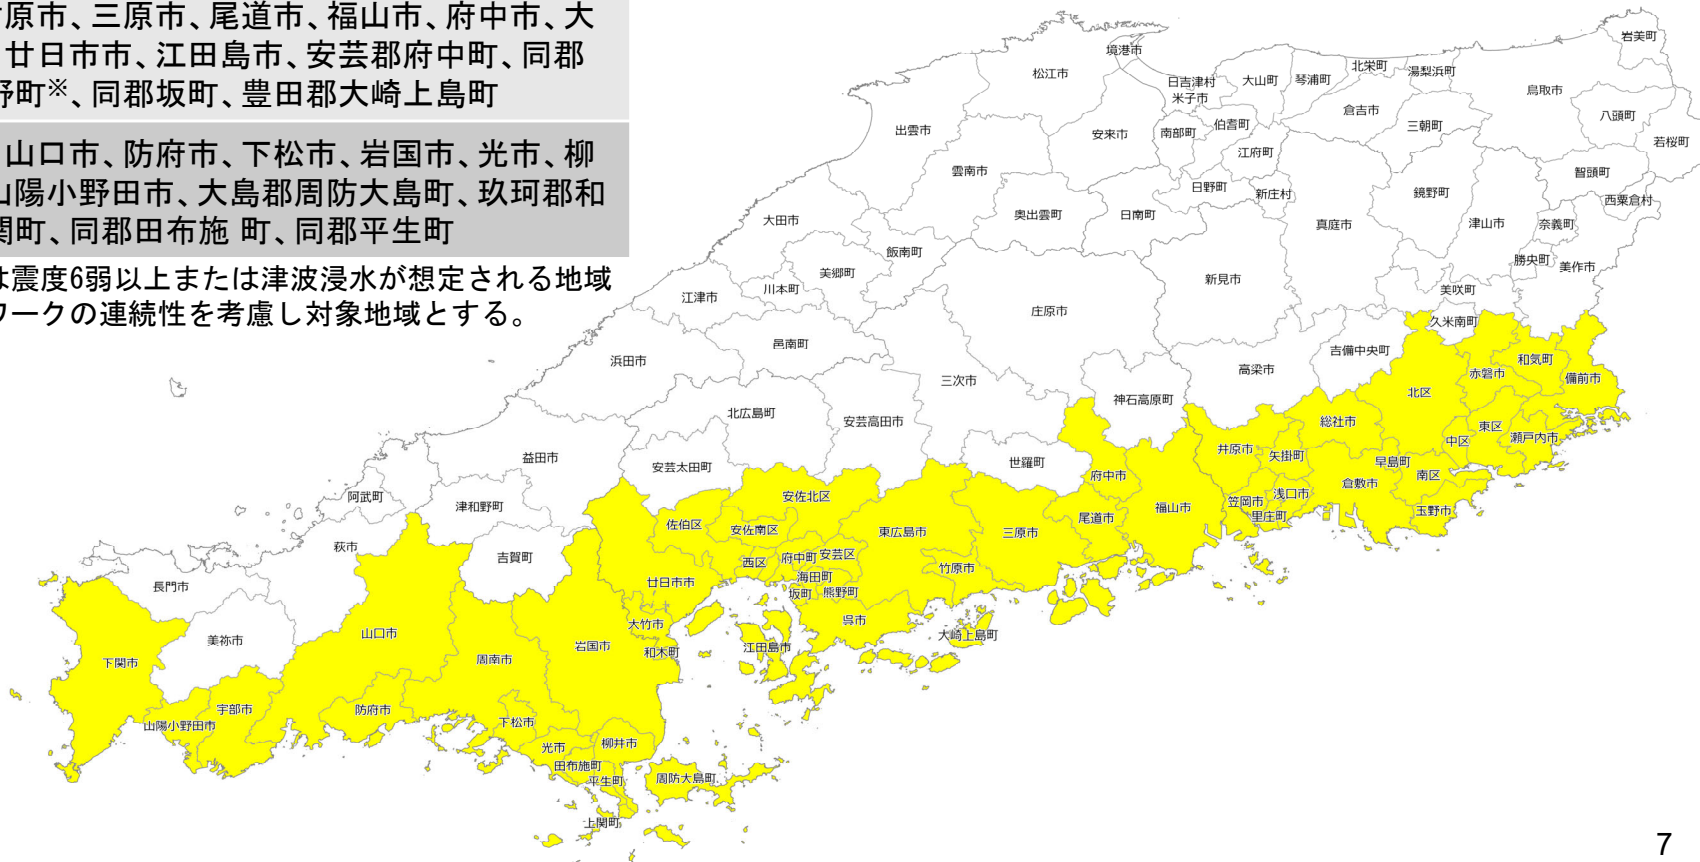 原市、三原市、尾道市、福山市、府中市、大
廿日市市、江田島市、安芸郡府中町、同郡
野町※、同郡坂町、豊田郡大崎上島町
山口市、防府市、下松市、岩国市、光市、柳
山陽小野田市、大島郡周防大島町、玖珂郡和
関町、同郡田布施 町、同郡平生町
は震度6弱以上または津波浸水が想定される地域
ワークの連続性を考慮し対象地域とする。
岩美町
境港市
松江市
北栄町
湯梨浜町
日吉津村
大山町
琴浦町
鳥取市
米子市
倉吉市
八頭町
出雲市
安来市
南部町
伯耆町
三朝町
若桜町
江府町
雲南市
智頭町
日野町
新庄村
鏡野町
西粟倉村
奥出雲町
日南町
大田市
真庭市
津山市
奈義町
飯南町
勝央町
美作市
美郷町
新見市
川本町
江津市
美咲町
庄原市
久米南町
邑南町
吉備中央町
浜田市
和気町
高梁市
赤磐市
備前市
三次市
北区
神石高原町
北広島町
安芸高田市
総社市
東区
瀬戸内市
中区
井原市
矢掛町
益田市
世羅町
早島町
安芸太田町
府中市
南区
倉敷市
阿武町
安佐北区
浅口市
笠岡市
津和野町
福山市
玉野市
里庄町
尾道市
佐伯区
安佐南区
東広島市
三原市
萩市
吉賀町
府中町
安芸区
西区
竹原市
海田町
廿日市市
長門市
坂町
熊野町
呉市
大竹市
山口市
大崎上島町
美祢市
岩国市
江田島市
和木町
周南市
下関市
宇部市
防府市
下松市
山陽小野田市
柳井市
光市
田布施町
平生町
周防大島町
上関町
7